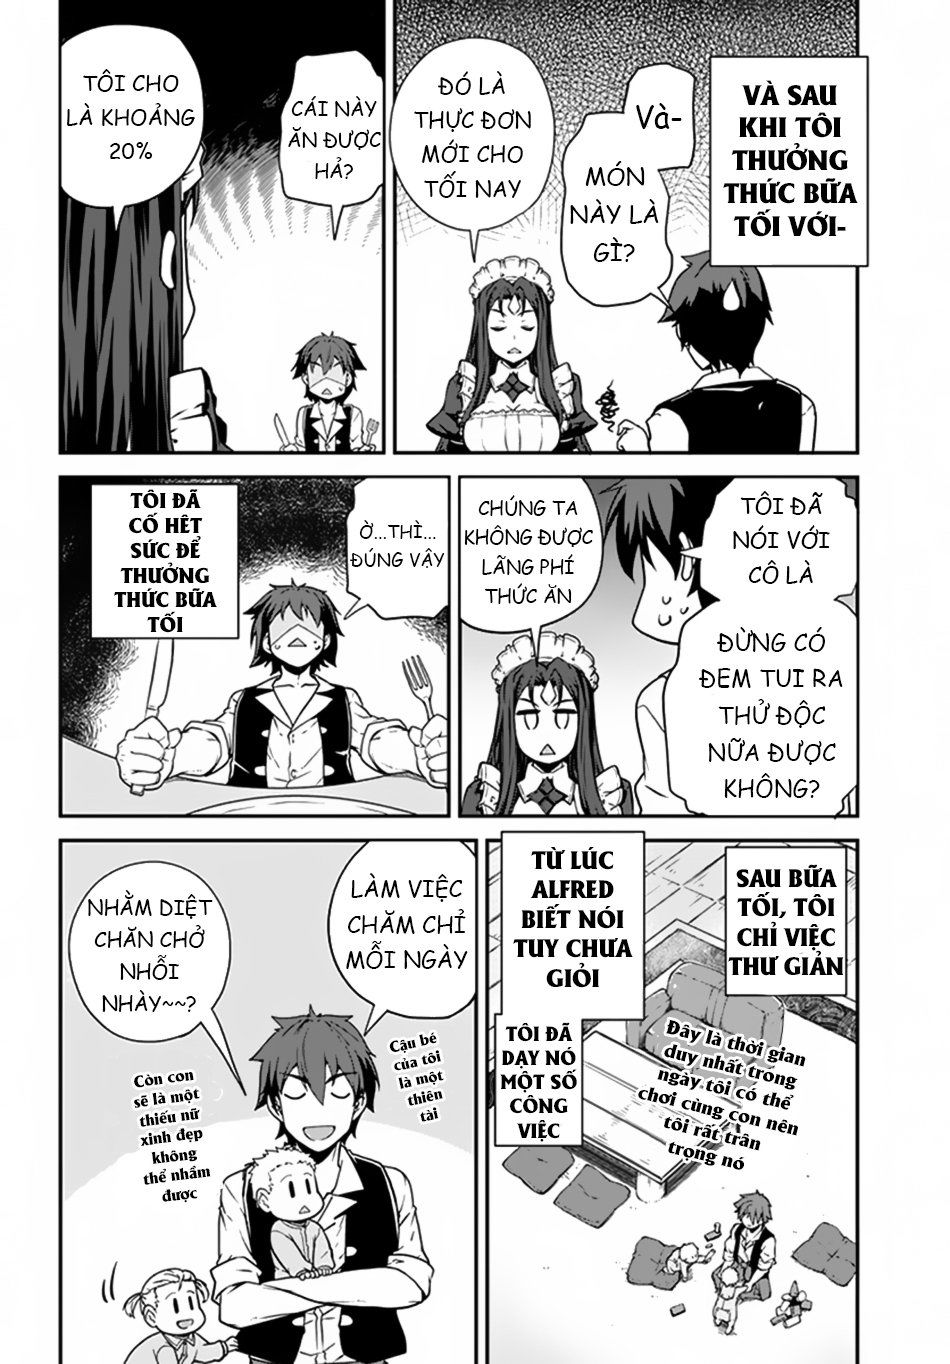 VÀ SAU
KHI TÔI
THƯỞNG
THỨC BỮA
TỐI VỚI-
Và-
MÓN
NÀY LÀ
GÌ?
ĐÓ LÀ
THỰC ĐƠN
MỚI CHO
TỐI NAY
CÁI NÀY
ĂN ĐƯỢC
HẢ?
TÔI CHO
LÀ KHOẢNG
20%
TÔI ĐÃ
NÓI VỚI
CÔ LÀ
ĐỪNG CÓ
ĐEM TUI RA
THỬ ĐỘC
NỮA ĐƯỢC
KHÔNG?
CHÚNG TA
KHÔNG ĐƯỢC
LÃNG PHÍ
THỨC ĂN
Ờ...THÌ...
ĐÚNG VẬY
TÔI ĐÃ
CỐ HẾT
SỨC ĐỂ
THƯỞNG
THỨC BỮA
TỐI
SAU BỮA
TỐI, TÔI
CHỈ VIỆC
THƯ GIẢN
Đây là thời gian
duy nhất trong
ngày tôi có thể
chơi cùng con nên
tôi rất trân
trọng nó
TỪ LÚC
ALFRED
BIẾT NÓI
TUY CHƯA
GIỎI
TÔI ĐÃ
DẠY NÓ
MỘT SỐ
CÔNG
VIỆC
LÀM VIỆC
CHĂM CHỈ
MỖI NGÀY
NHẰM DIỆT
CHĂN CHỞ
NHỖI
NHÀY~~?
Cậu bé
của tôi
là một
thiên
tài
Còn con
sẽ là một
thiếu nữ
xinh đẹp
không
thể nhầm
được